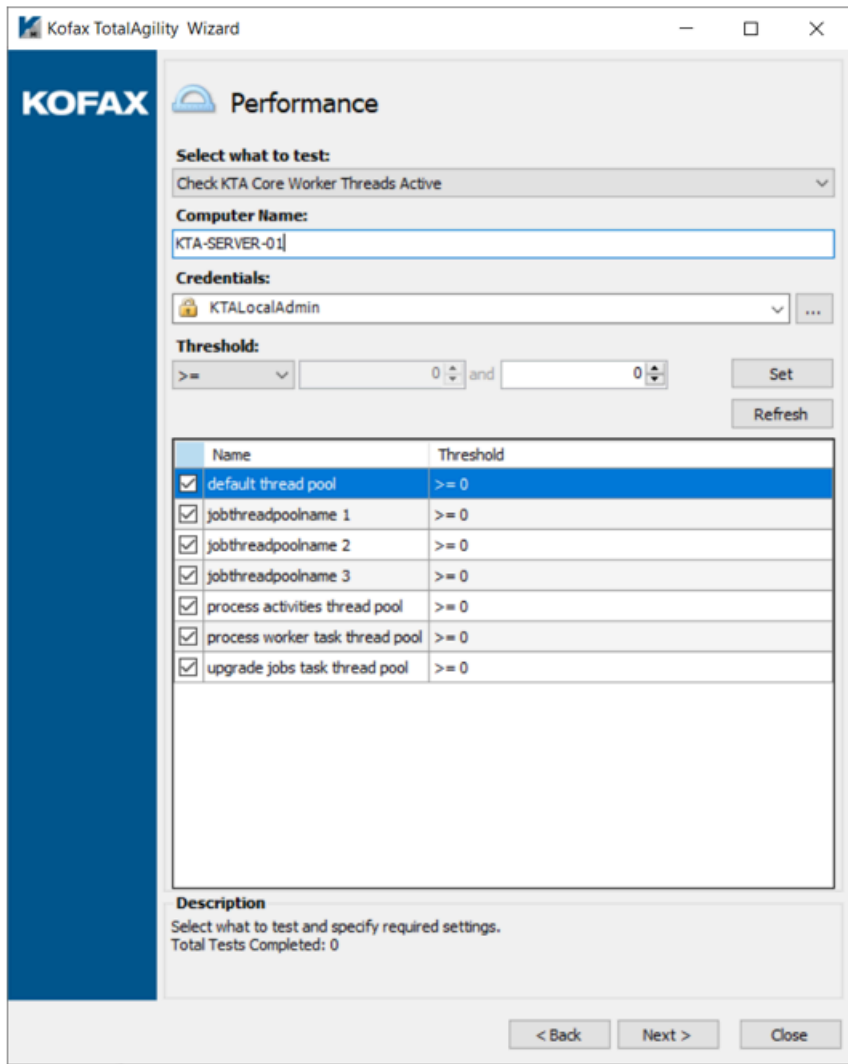 Kofax TotalAgility Wizard
KOFAX
Performance
Select what to test:
Check KTA Core Worker Threads Active
Computer Name:
KTA-SERVER-01
Credentials:
KTALocalAdmin
...
Threshold:
>= 0 and 0 Set
Refresh
Name Threshold
default thread pool >= 0
jobthreadpoolname 1 >= 0
jobthreadpoolname 2 >= 0
jobthreadpoolname 3 >= 0
process activities thread pool >= 0
process worker task thread pool >= 0
upgrade jobs task thread pool >= 0
Description
Select what to test and specify required settings.
Total Tests Completed: 0
< Back Next > Close